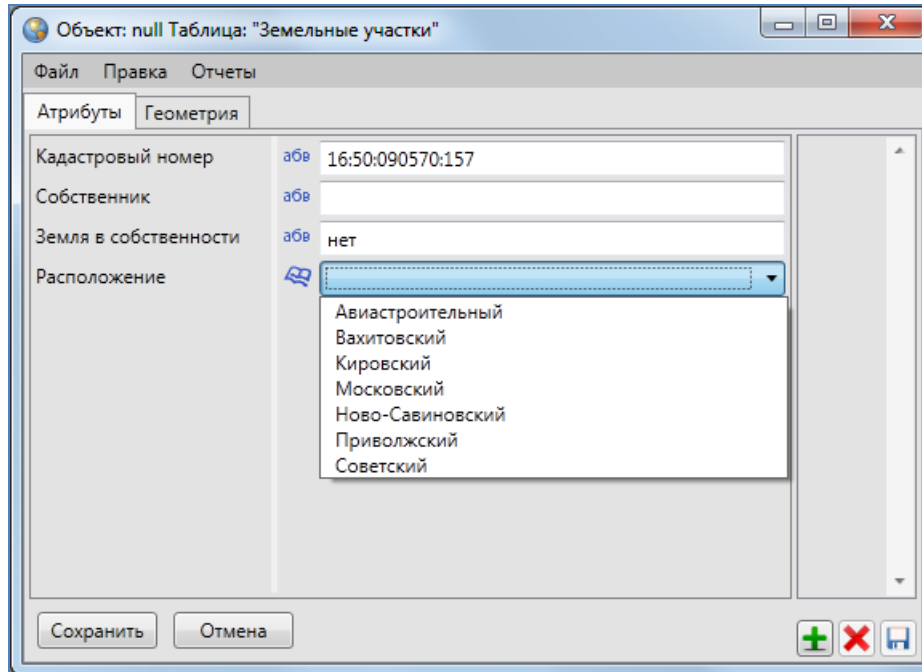 Объект: null Таблица: "Земельные участки"
Файл Правка Отчеты
Атрибуты Геометрия
Кадастровый номер абв 16:50:090570:157
Собственник абв
Земля в собственности абв нет
Расположение
Авиастроительный
Вахитовский
Кировский
Московский
Ново-Савиновский
Приволжский
Советский
Сохранить Отмена